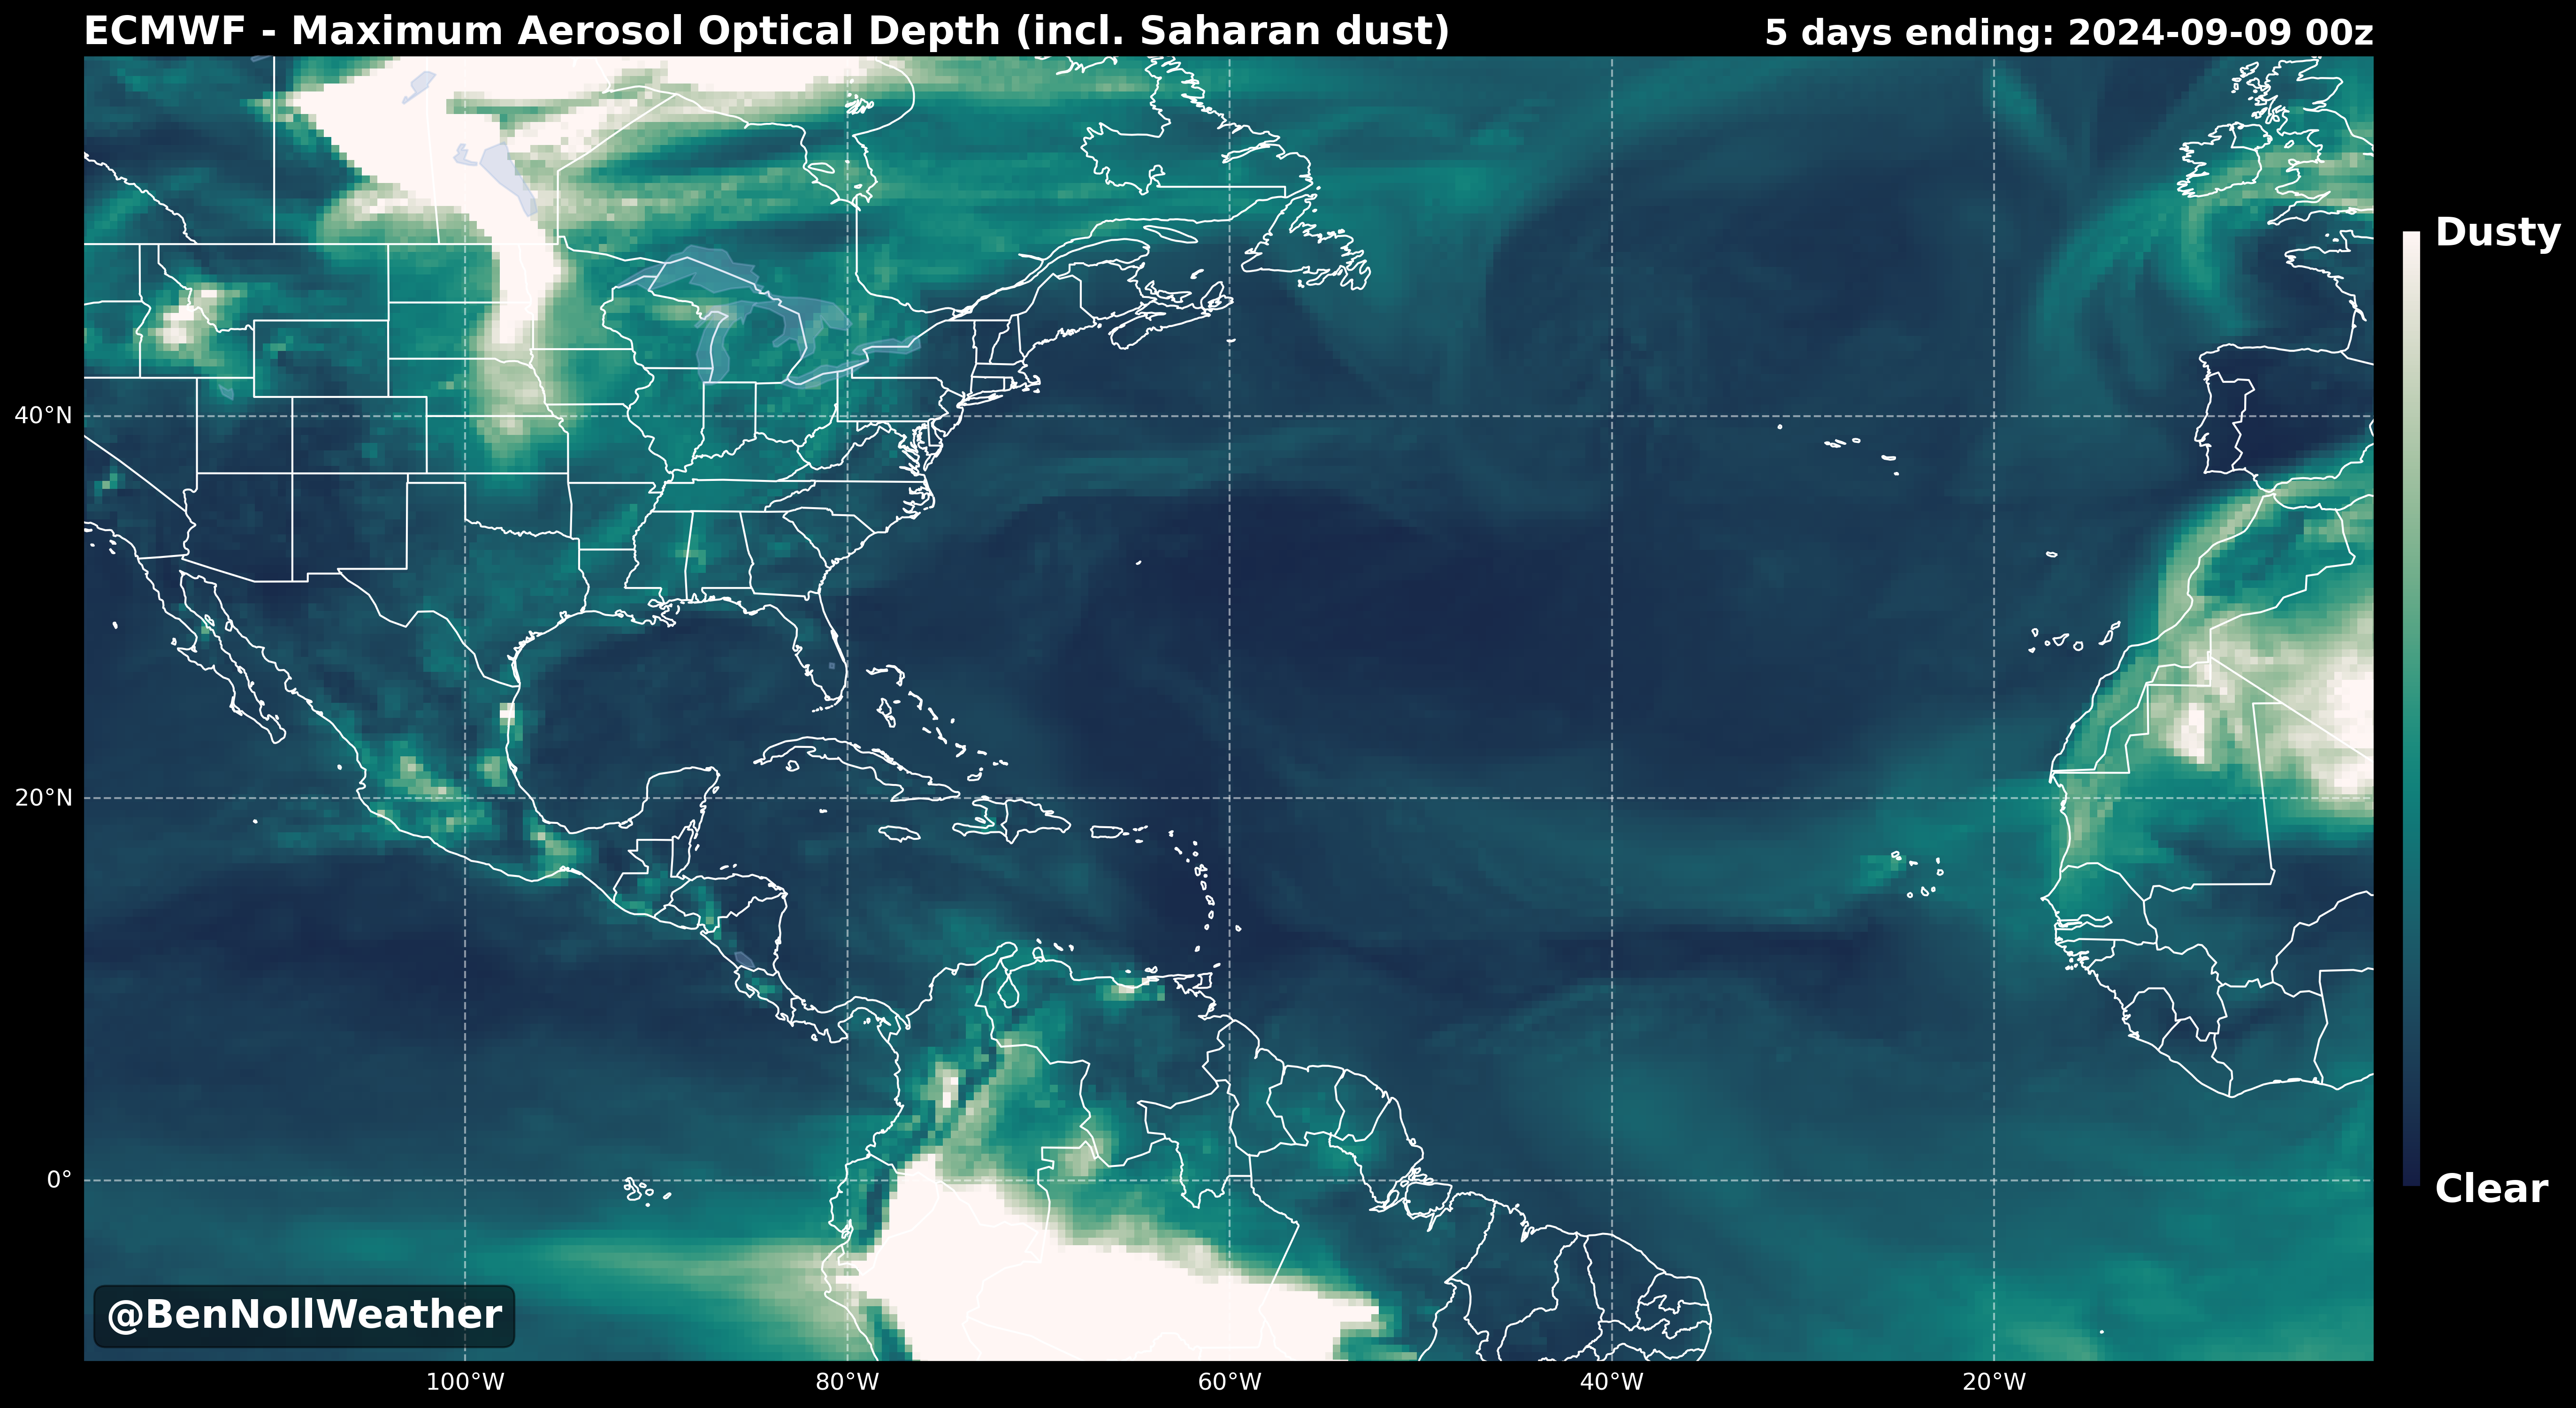 ECMWF - Maximum Aerosol Optical Depth (incl. Saharan dust)
5 days ending: 2024-09-09 00z
Dusty
40°N
20°N
0°
Clear
@BenNollWeather
100°W
80°W
60°W
40°W
20°W